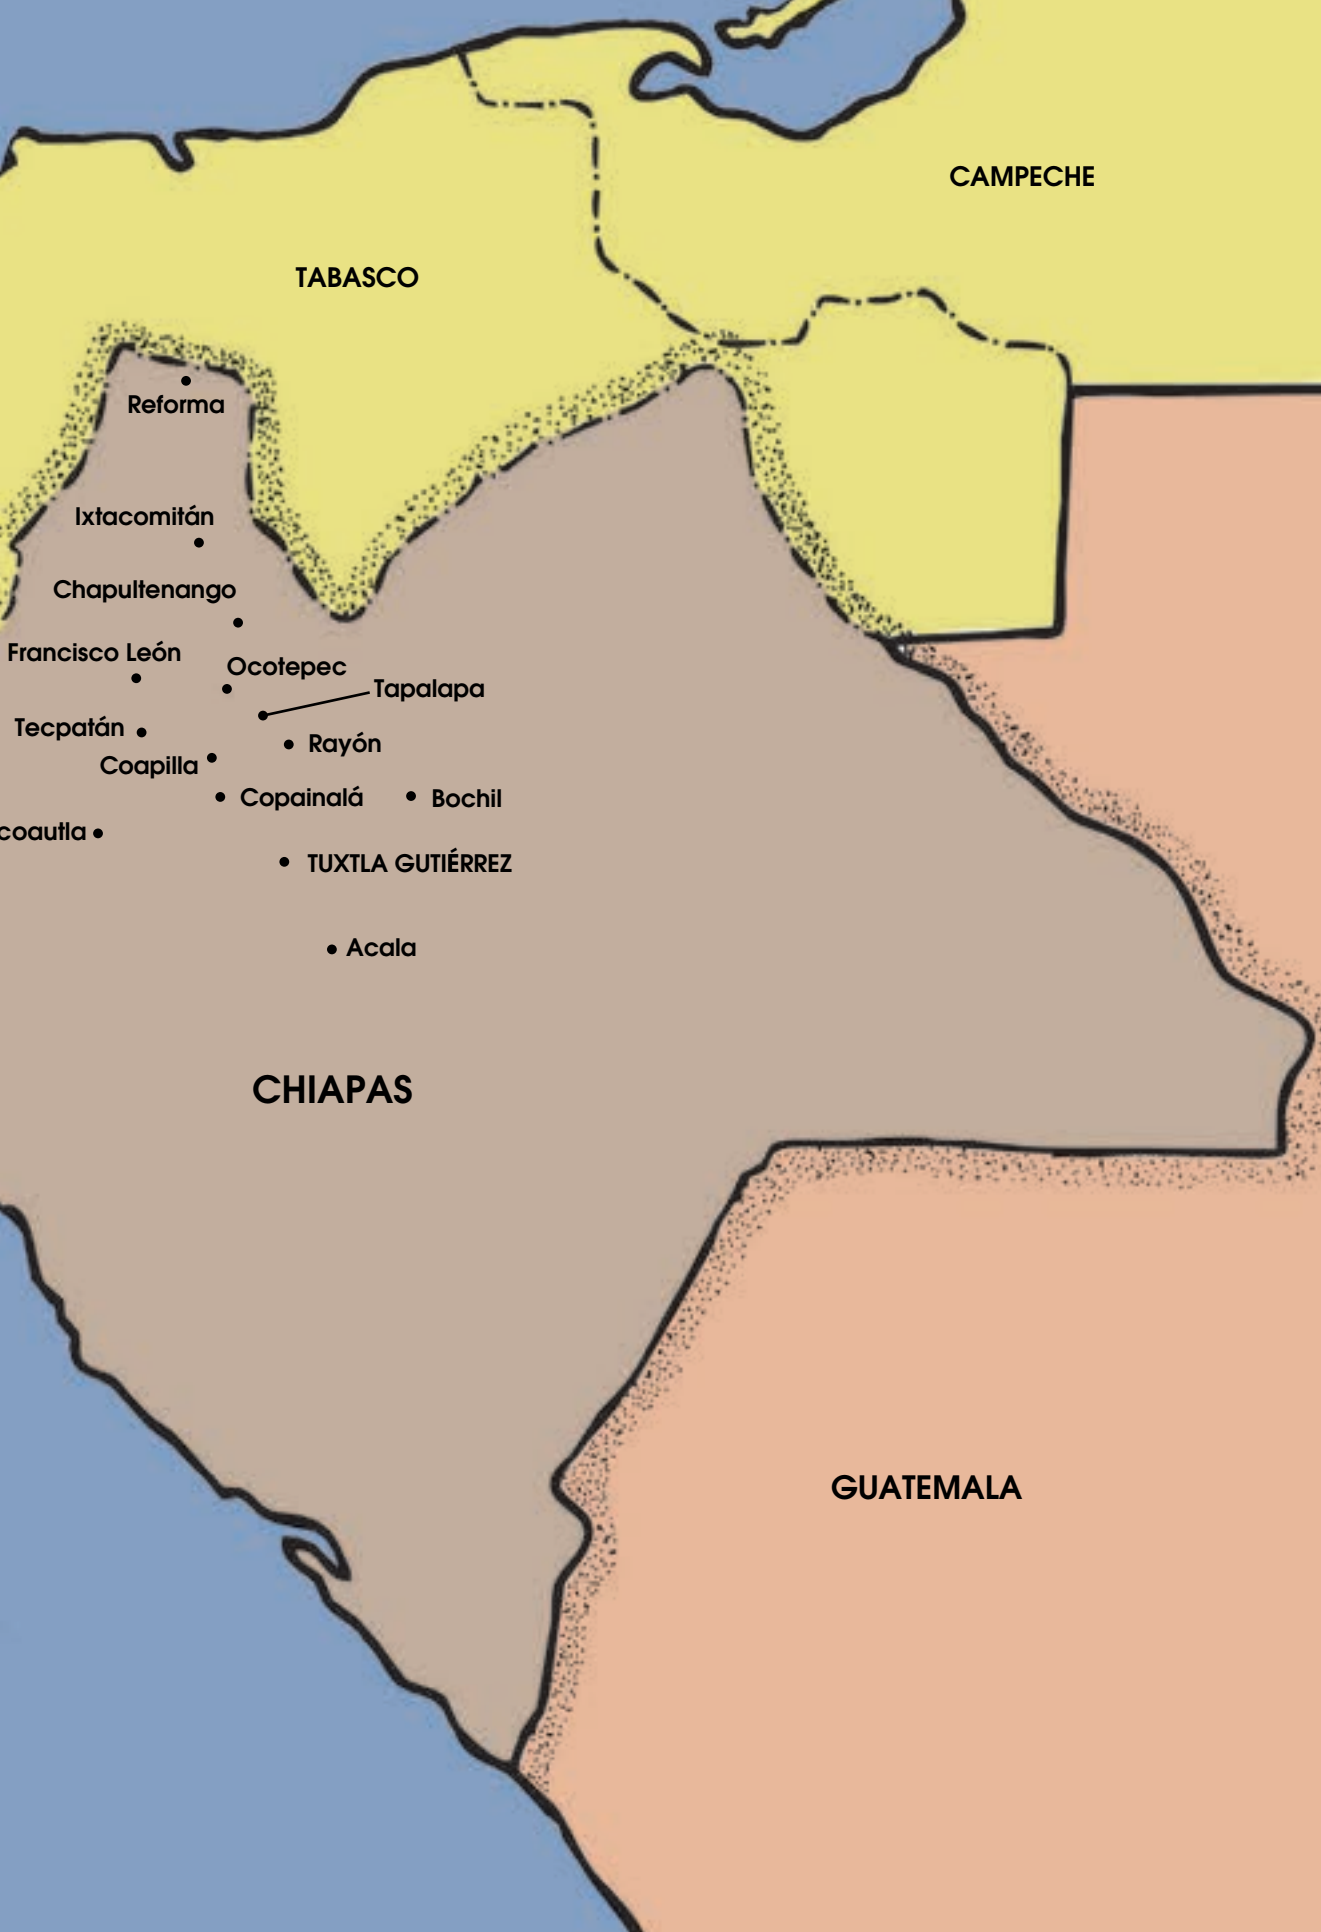 CAMPECHE
TABASCO
Reforma
Ixtacomitán
Chapultenango
Francisco León
Ocotepec
Tapalapa
Tecpatán
Rayón
Coapilla
Copainalá
Bochil
coautla
TUXTLA GUTIÉRREZ
Acala
CHIAPAS
GUATEMALA